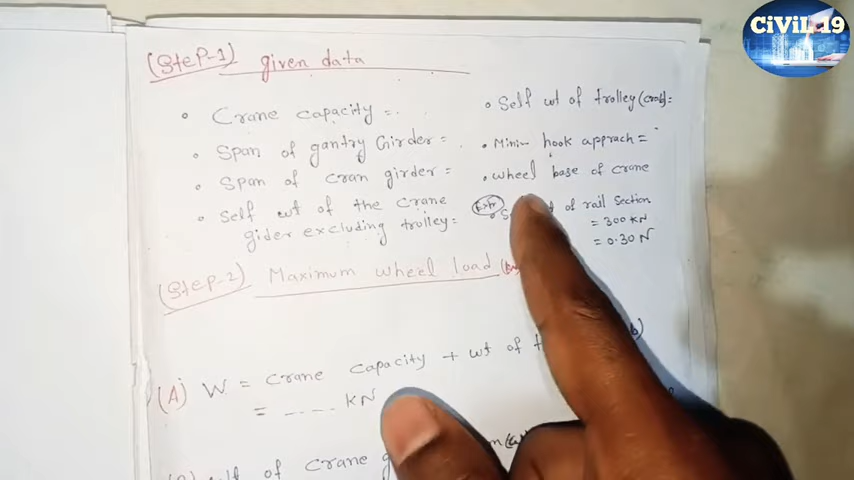 CiViL 19
(Step-1) given data
• Crane capacity = . .
• Span of gantry Girder =
• Span of cran girder =
• Self wt of the crane
gider excluding trolley =
• Self wt of trolley (crab) =
• Minim hook apprach =
• wheel base of crane
of rail Section
= 300 KN
= 0.30 N
(Step-2) Maximum wheel load
(A) W = crane capacity + wt of
= ---- KN
of crane